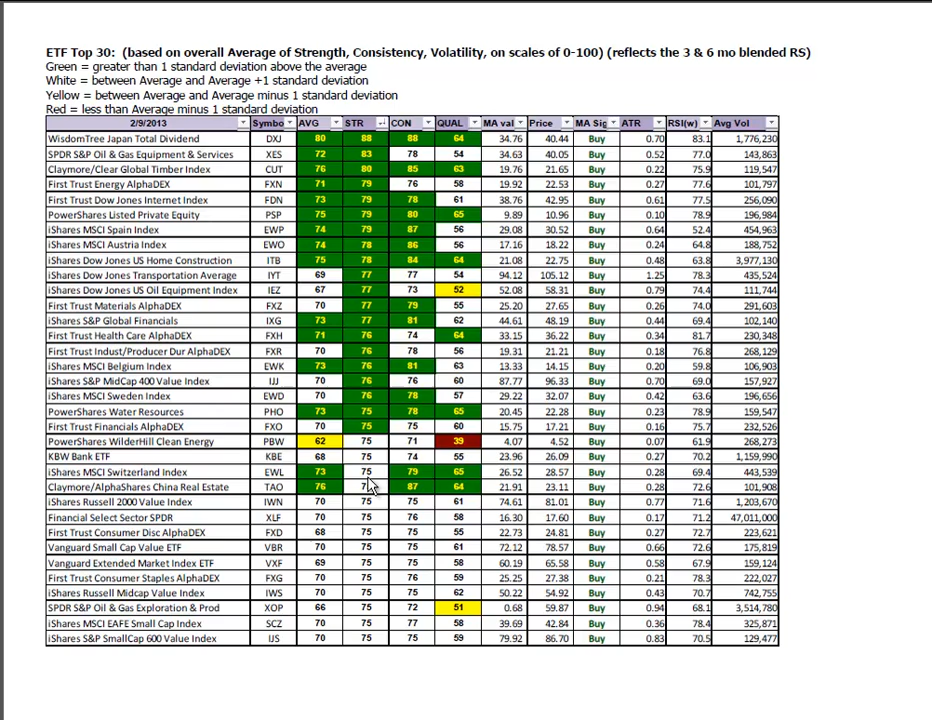 ETF Top 30: (based on overall Average of Strength, Consistency, Volatility, on scales of 0-100) (reflects the 3 & 6 mo blended RS)
Green = greater than 1 standard deviation above the average
White = between Average and Average +1 standard deviation
Yellow = between Average and Average minus 1 standard deviation
Red = less than Average minus 1 standard deviation
2/9/2013 Symbo AVG STR CON QUAL MA val Price MA Sig ATR RSI(w) Avg Vol
WisdomTree Japan Total Dividend DXJ 80 88 88 64 34.76 40.44 Buy 0.70 83.1 1,776,230
SPDR S&P Oil & Gas Equipment & Services XES 72 83 78 54 34.63 40.05 Buy 0.52 77.0 143,863
Claymore/Clear Global Timber Index CUT 76 80 85 63 19.76 21.65 Buy 0.22 75.9 119,547
First Trust Energy AlphaDEX FXN 71 79 76 58 19.92 22.53 Buy 0.27 77.6 101,797
First Trust Dow Jones Internet Index FDN 73 79 78 61 38.76 42.95 Buy 0.61 77.5 256,090
PowerShares Listed Private Equity PSP 75 79 80 65 9.89 10.96 Buy 0.10 78.9 196,984
iShares MSCI Spain Index EWP 74 79 87 56 29.08 30.52 Buy 0.64 52.4 454,963
iShares MSCI Austria Index EWO 74 78 86 56 17.16 18.22 Buy 0.24 64.8 188,752
iShares Dow Jones US Home Construction ITB 75 78 84 64 21.08 22.75 Buy 0.48 63.8 3,977,130
iShares Dow Jones Transportation Average IYT 69 77 77 54 94.12 105.12 Buy 1.25 78.3 435,524
iShares Dow Jones US Oil Equipment Index IEZ 67 77 73 52 52.08 58.31 Buy 0.79 74.4 111,744
First Trust Materials AlphaDEX FXZ 70 77 79 55 25.20 27.65 Buy 0.26 74.0 291,603
iShares S&P Global Financials IXG 73 77 81 62 44.61 48.19 Buy 0.44 69.4 102,140
First Trust Health Care AlphaDEX FXH 71 76 74 64 33.15 36.22 Buy 0.34 81.7 230,348
First Trust Indust/Producer Dur AlphaDEX FXR 70 76 78 56 19.31 21.21 Buy 0.18 76.8 268,129
iShares MSCI Belgium Index EWK 73 76 81 63 13.33 14.15 Buy 0.20 59.8 106,903
iShares S&P MidCap 400 Value Index IJJ 70 76 76 60 87.77 96.33 Buy 0.70 69.0 157,927
iShares MSCI Sweden Index EWD 70 76 78 57 29.22 32.07 Buy 0.42 63.6 196,656
PowerShares Water Resources PHO 73 75 78 65 20.45 22.28 Buy 0.23 78.9 159,547
First Trust Financials AlphaDEX FXO 70 75 75 60 15.75 17.21 Buy 0.16 75.7 232,526
PowerShares WilderHill Clean Energy PBW 62 75 71 39 4.07 4.52 Buy 0.07 61.9 268,273
KBW Bank ETF KBE 68 75 74 55 23.96 26.09 Buy 0.27 70.2 1,159,990
iShares MSCI Switzerland Index EWL 73 75 79 65 26.52 28.57 Buy 0.28 69.4 443,539
Claymore/AlphaShares China Real Estate TAO 76 87 64 21.91 23.11 Buy 0.28 72.6 101,908
iShares Russell 2000 Value Index IWN 70 75 75 61 74.61 81.01 Buy 0.77 71.6 1,203,670
Financial Select Sector SPDR XLF 70 75 76 58 16.30 17.60 Buy 0.17 71.2 47,011,000
First Trust Consumer Disc AlphaDEX FXD 68 75 75 55 22.73 24.81 Buy 0.27 72.7 223,621
Vanguard Small Cap Value ETF VBR 70 75 75 61 72.12 78.57 Buy 0.66 72.6 175,819
Vanguard Extended Market Index ETF VXF 69 75 75 58 60.19 65.58 Buy 0.58 67.9 159,124
First Trust Consumer Staples AlphaDEX FXG 70 75 76 59 25.25 27.38 Buy 0.21 78.3 222,027
iShares Russell Midcap Value Index IWS 70 75 75 62 50.22 54.92 Buy 0.43 70.7 742,755
SPDR S&P Oil & Gas Exploration & Prod XOP 66 75 72 51 0.68 59.87 Buy 0.94 68.1 3,514,780
iShares MSCI EAFE Small Cap Index SCZ 70 75 77 58 39.69 42.84 Buy 0.36 78.4 325,871
iShares S&P SmallCap 600 Value Index IJS 70 75 75 59 79.92 86.70 Buy 0.83 70.5 129,477